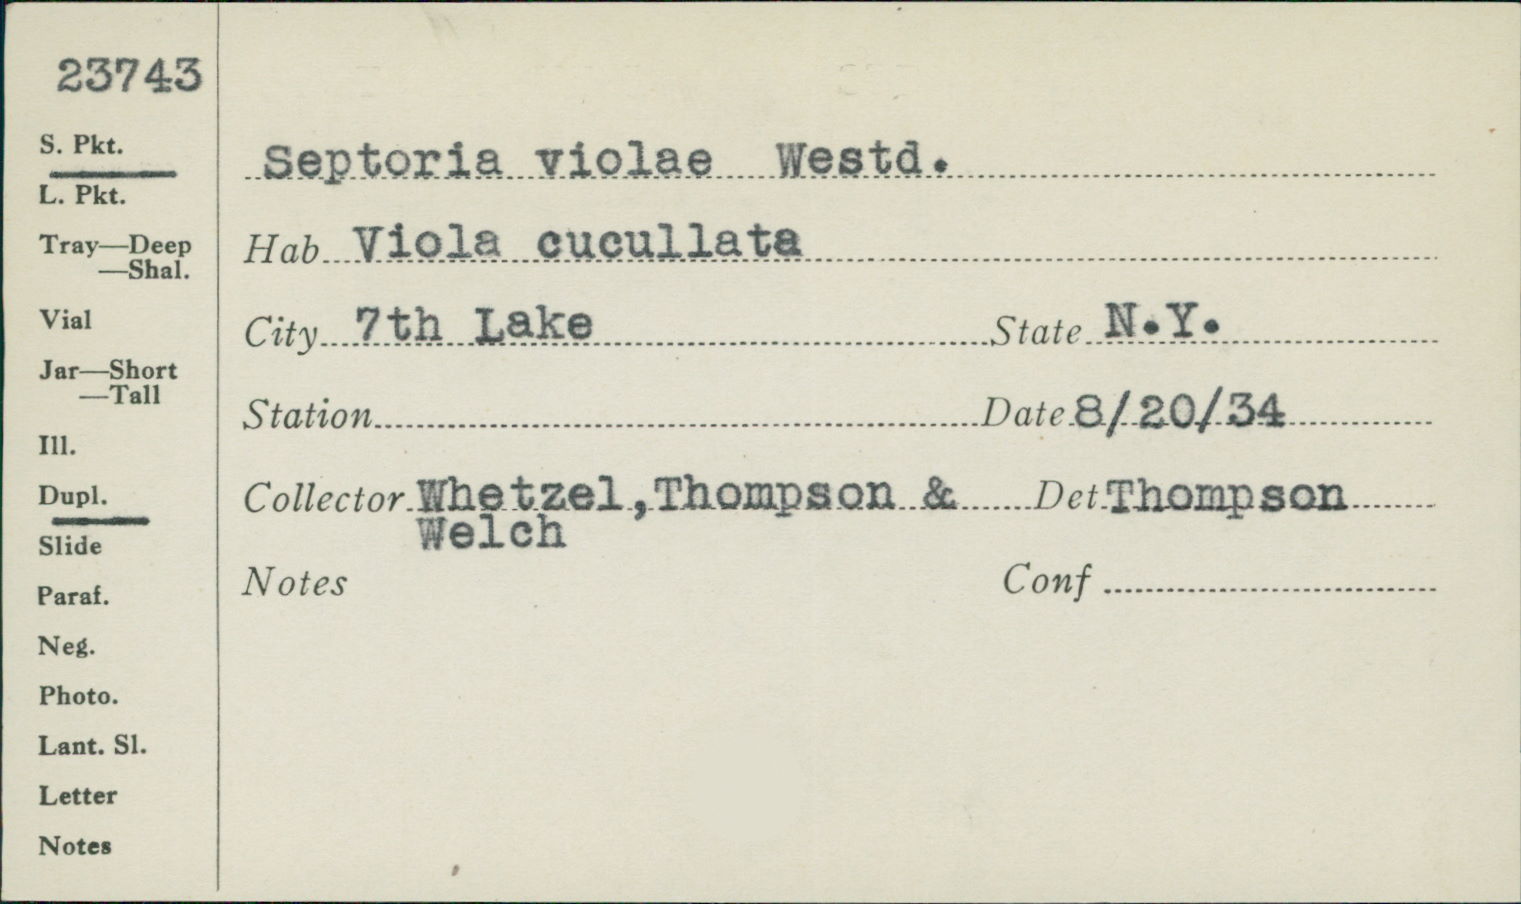 23743
S. Pkt.
L. Pkt.
Tray—Deep
—Shal.
Vial
Jar—Short
—Tall
Ill.
Dupl.
Slide
Paraf.
Neg.
Photo.
Lant. Sl.
Letter
Notes
Septoria violae Westd.
Hab Viola cucullata
City 7th Lake State N.Y.
Station Date 8/20/34
Collector Whetzel,Thompson & Det Thompson
Welch
Notes Conf